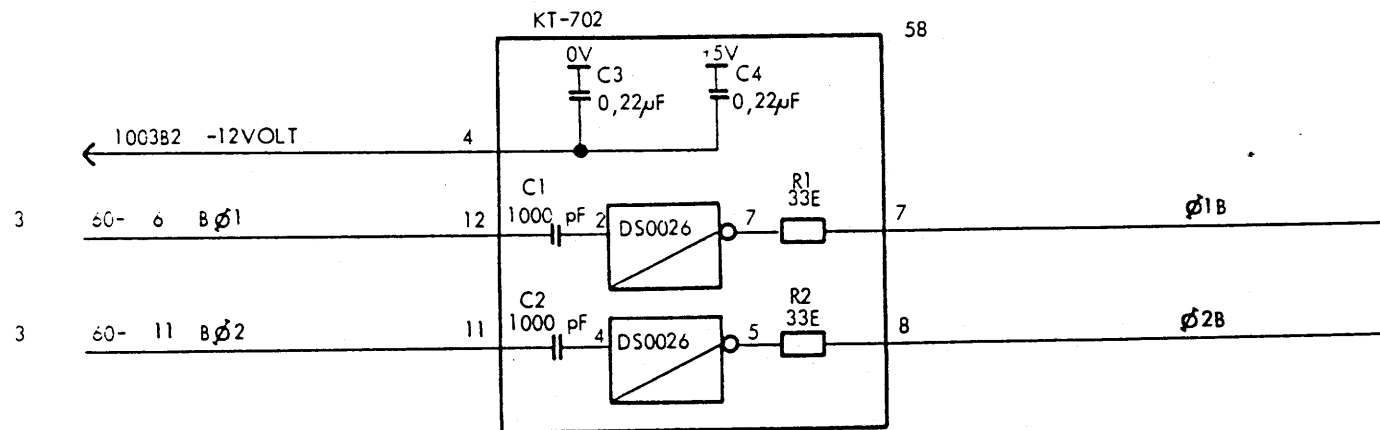 KT-702
58
0V +5V
C3 C4
0,22µF 0,22µF
1003B2 -12VOLT 4
C1 R1
33E
3 60- 6 BØ1 12 1000 pF 2 DS0026 7 7 Ø1B
C2 R2
33E
3 60- 11 BØ2 11 1000 pF 4 DS0026 5 8 Ø2B